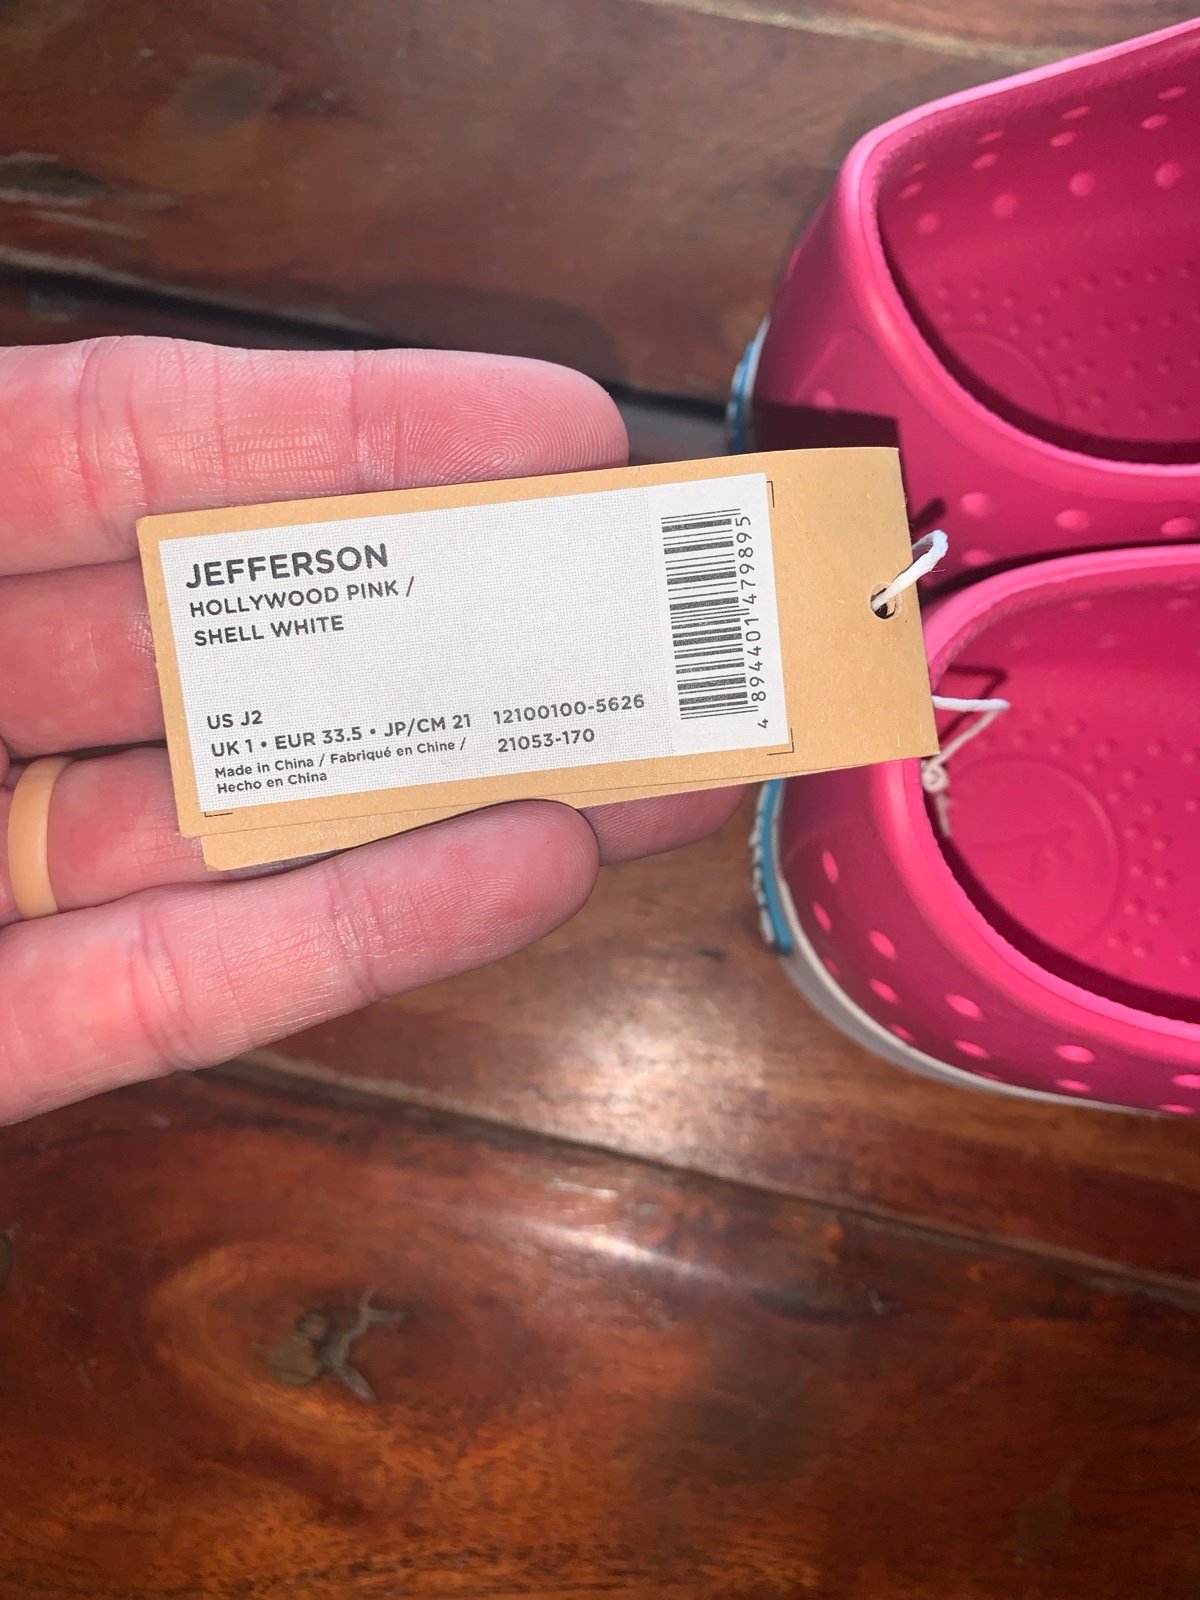 JEFFERSON
HOLLYWOOD PINK /
SHELL WHITE
US J2
UK 1 • EUR 33.5 • JP/CM 21
Made in China / Fabriqué en Chine /
Hecho en China
12100100-5626
21053-170
4 894401 479895